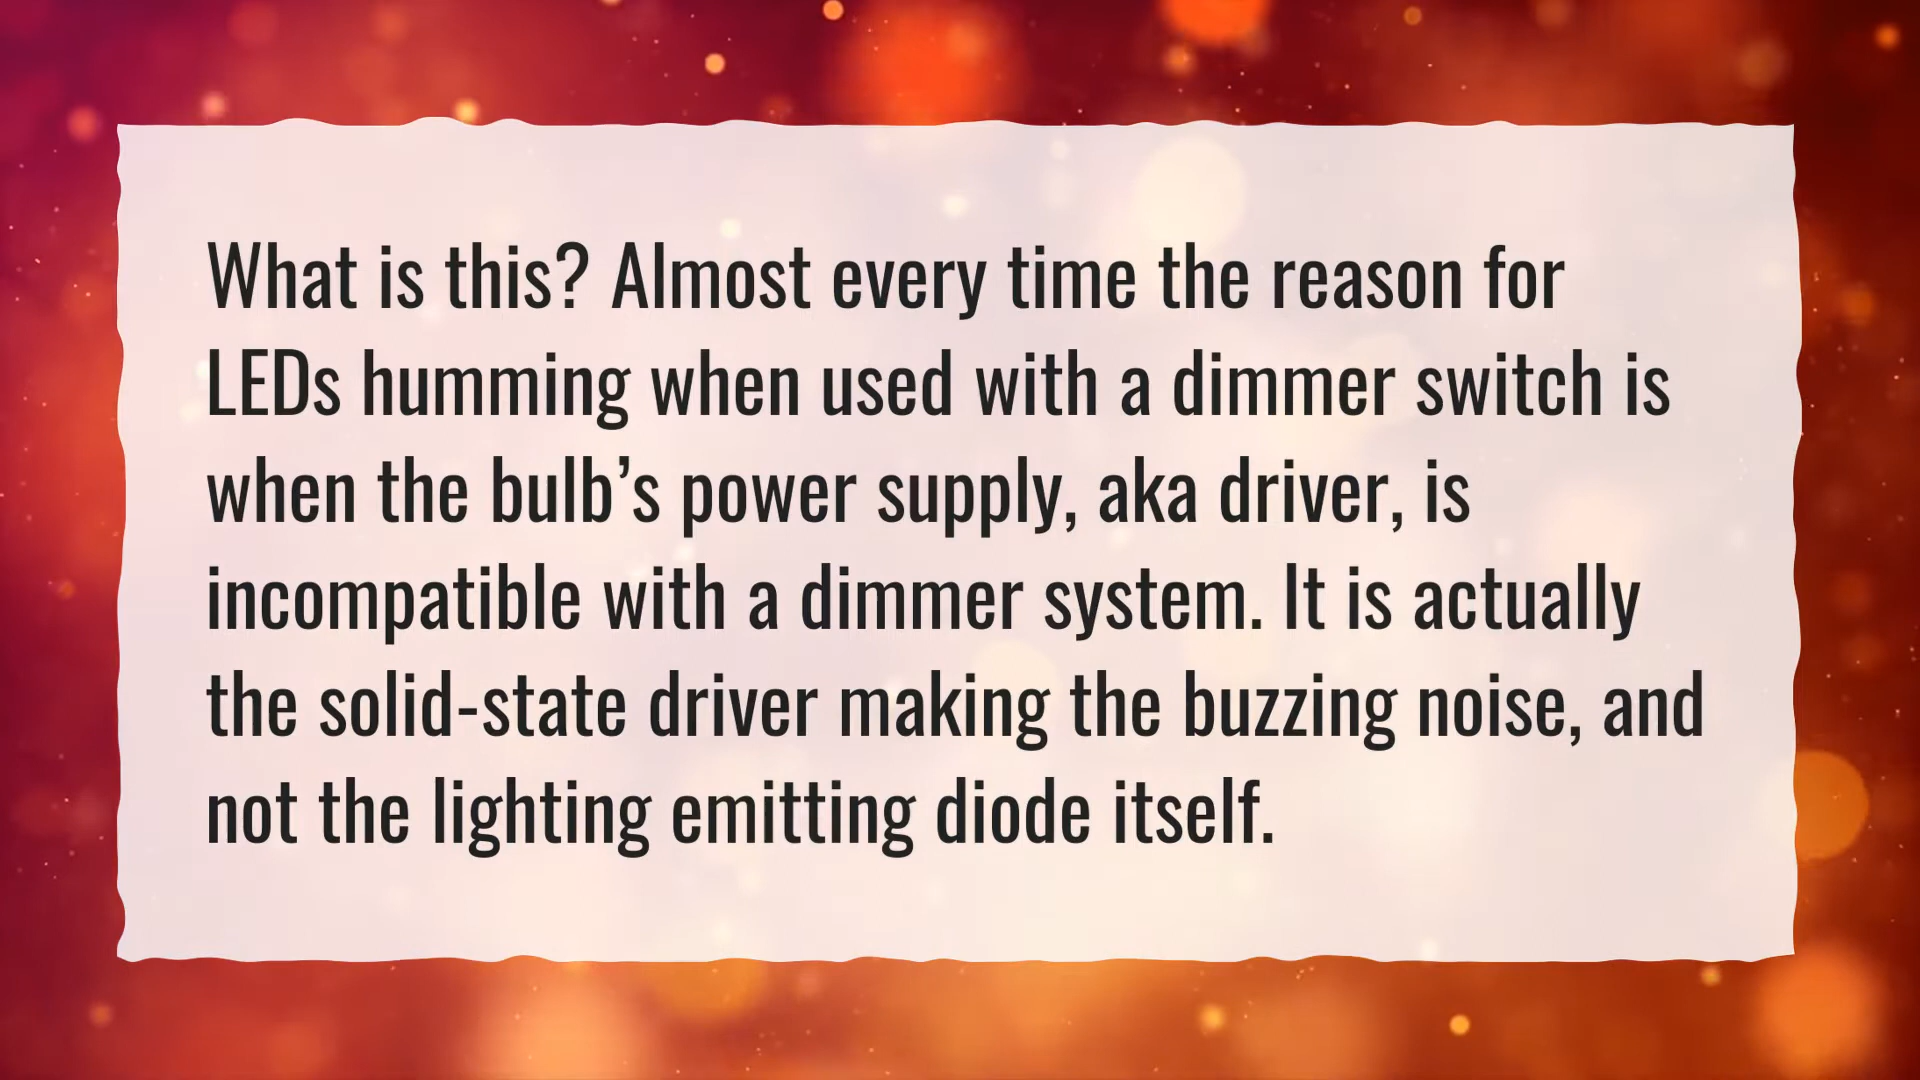 What is this? Almost every time the reason for
LEDs humming when used with a dimmer switch is
when the bulb’s power supply, aka driver, is
incompatible with a dimmer system. It is actually
the solid-state driver making the buzzing noise, and
not the lighting emitting diode itself.